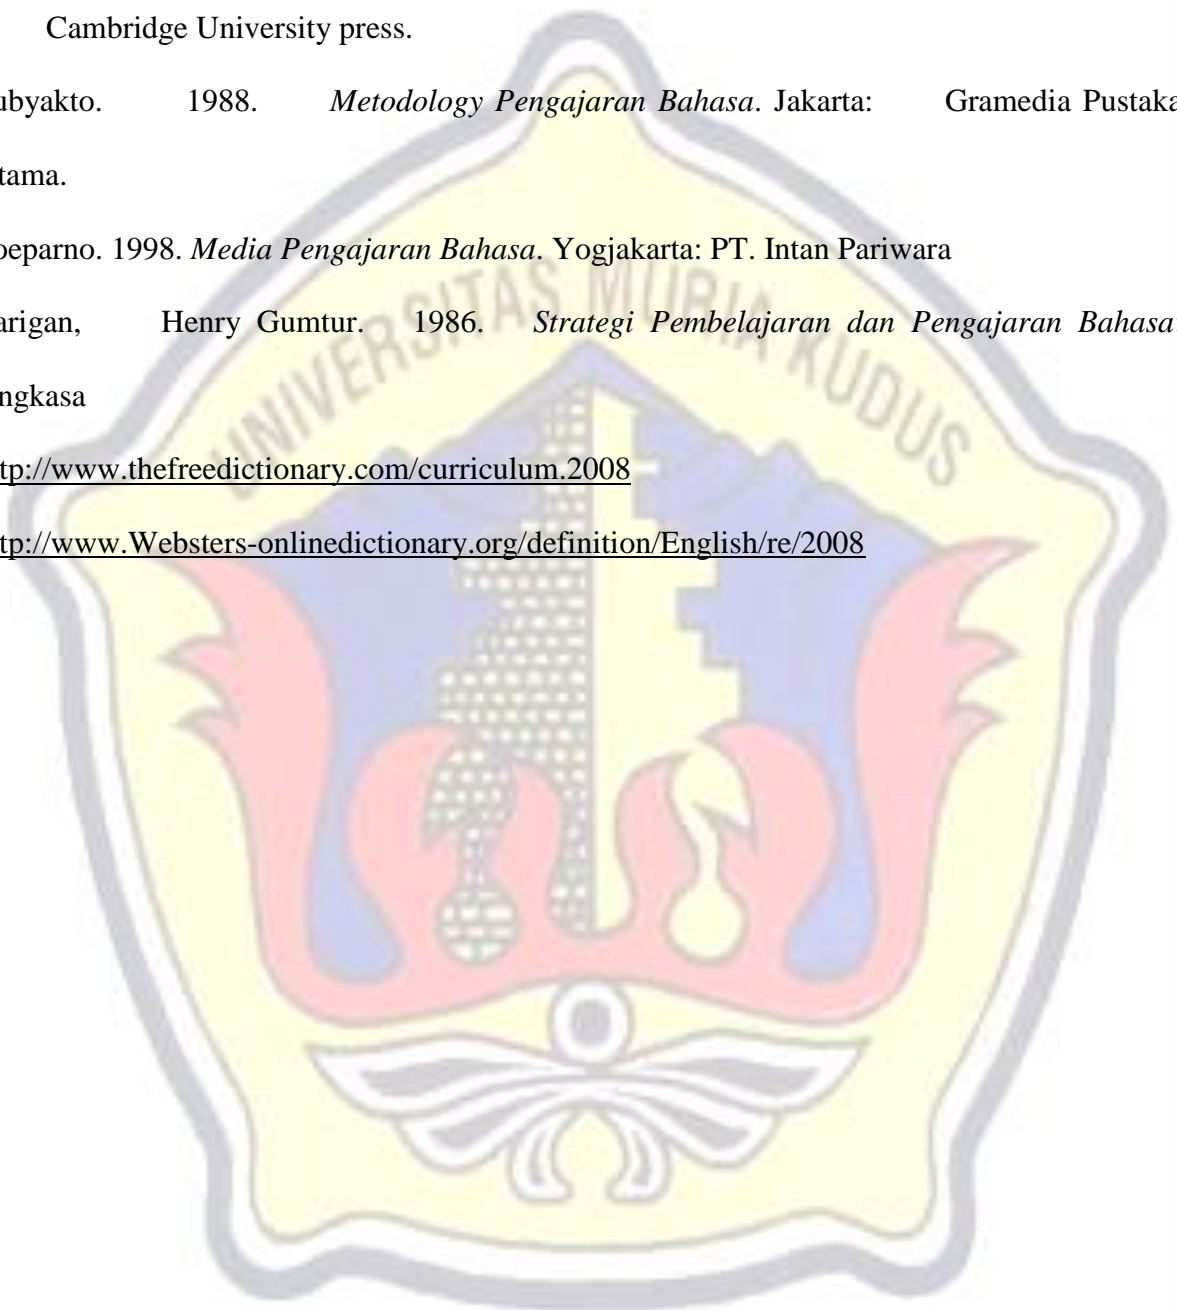 Cambridge University press.
ubyakto. 1988. Metodology Pengajaran Bahasa. Jakarta: Gramedia Pustaka
tama.
oeparno. 1998. Media Pengajaran Bahasa. Yogjakarta: PT. Intan Pariwara
arigan, Henry Gumtur. 1986. Strategi Pembelajaran dan Pengajaran Bahasa:
ngkasa
tp://www.thefreedictionary.com/curriculum.2008
tp://www.Websters-onlinedictionary.org/definition/English/re/2008
UNIVERSITAS MURIA KUDUS